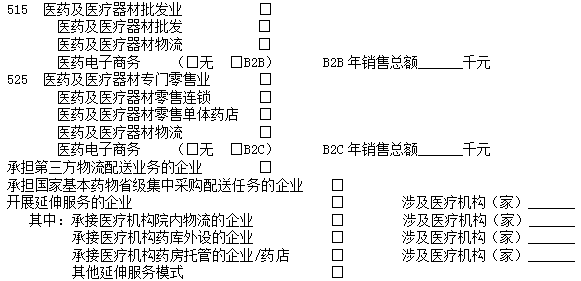 515 医药及医疗器材批发业 □
医药及医疗器材批发 □
医药及医疗器材物流 □
医药电子商务 （□无 □B2B） B2B 年销售总额______千元
525 医药及医疗器材专门零售业 □
医药及医疗器材零售连锁 □
医药及医疗器材零售单体药店 □
医药及医疗器材物流 □
医药电子商务 （□无 □B2C） B2C 年销售总额______千元
承担第三方物流配送业务的企业 □
承担国家基本药物省级集中采购配送任务的企业 □
开展延伸服务的企业 □ 涉及医疗机构（家）______
其中：承接医疗机构院内物流的企业 □ 涉及医疗机构（家）______
承接医疗机构药库外设的企业 □ 涉及医疗机构（家）______
承接医疗机构药房托管的企业/药店 □ 涉及医疗机构（家）______
其他延伸服务模式 □